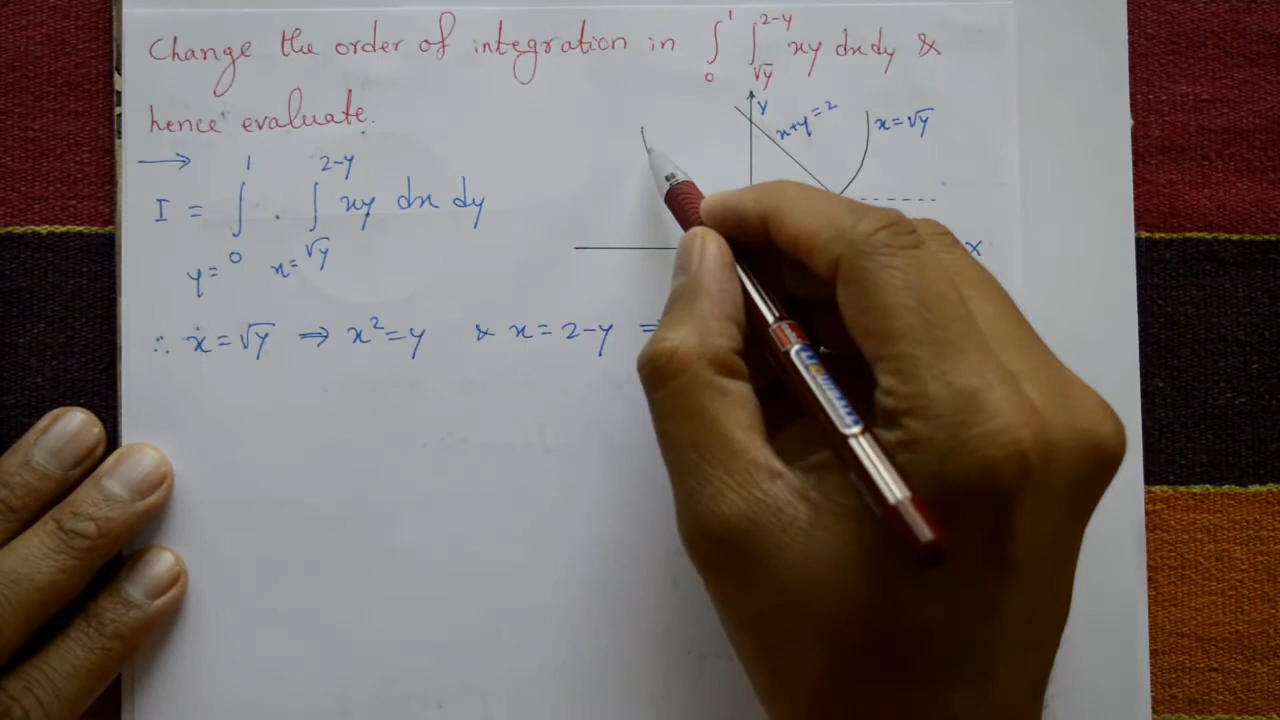 Change the order of integration in ∫₀¹ ∫_{√y}^{2-y} xy dx dy &
hence evaluate.
→ I = ∫_{y=0}^{1} ∫_{x=√y}^{2-y} xy dx dy
∴ x = √y ⇒ x² = y & x = 2-y ⇒
y
x+y=2
x=√y
x